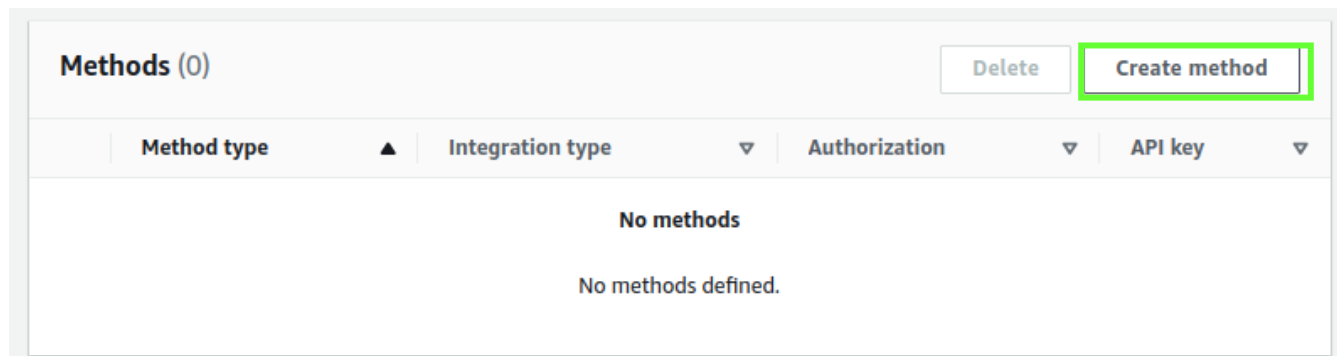 Methods (0)
Delete
Create method
Method type
Integration type
Authorization
API key
No methods
No methods defined.